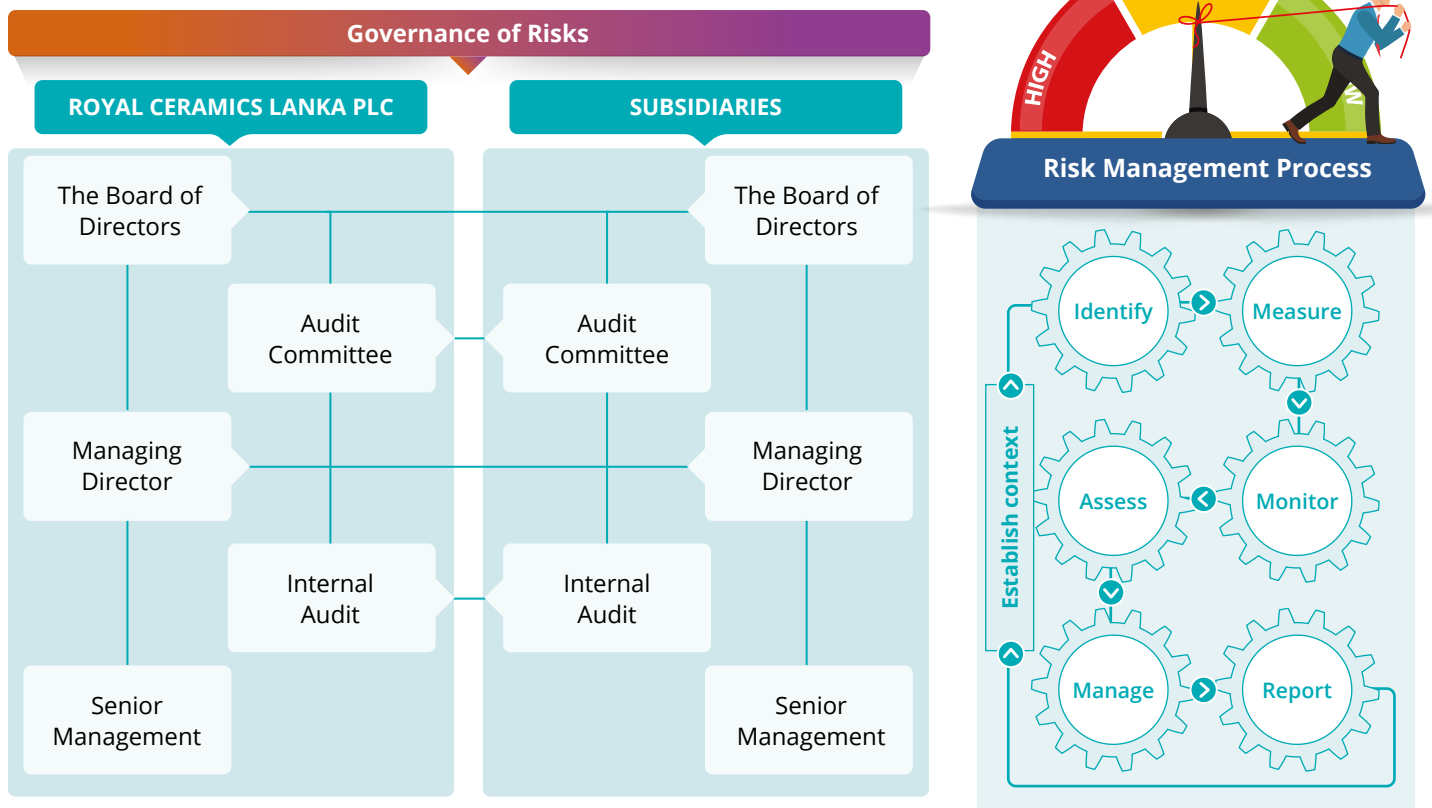 Governance of Risks
ROYAL CERAMICS LANKA PLC
SUBSIDIARIES
The Board of
Directors
The Board of
Directors
Audit
Committee
Audit
Committee
Managing
Director
Managing
Director
Internal
Audit
Internal
Audit
Senior
Management
Senior
Management
HIGH
Risk Management Process
Identify
Measure
Establish context
Assess
Monitor
Manage
Report